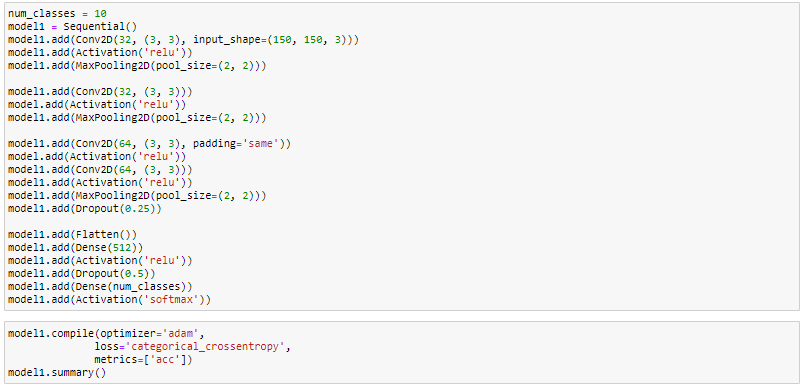 num_classes = 10
model1 = Sequential()
model1.add(Conv2D(32, (3, 3), input_shape=(150, 150, 3)))
model1.add(Activation('relu'))
model1.add(MaxPooling2D(pool_size=(2, 2)))

model1.add(Conv2D(32, (3, 3)))
model.add(Activation('relu'))
model1.add(MaxPooling2D(pool_size=(2, 2)))

model1.add(Conv2D(64, (3, 3), padding='same'))
model.add(Activation('relu'))
model1.add(Conv2D(64, (3, 3)))
model1.add(Activation('relu'))
model1.add(MaxPooling2D(pool_size=(2, 2)))
model1.add(Dropout(0.25))

model1.add(Flatten())
model1.add(Dense(512))
model1.add(Activation('relu'))
model1.add(Dropout(0.5))
model1.add(Dense(num_classes))
model1.add(Activation('softmax'))

model1.compile(optimizer='adam',
              loss='categorical_crossentropy',
              metrics=['acc'])
model1.summary()